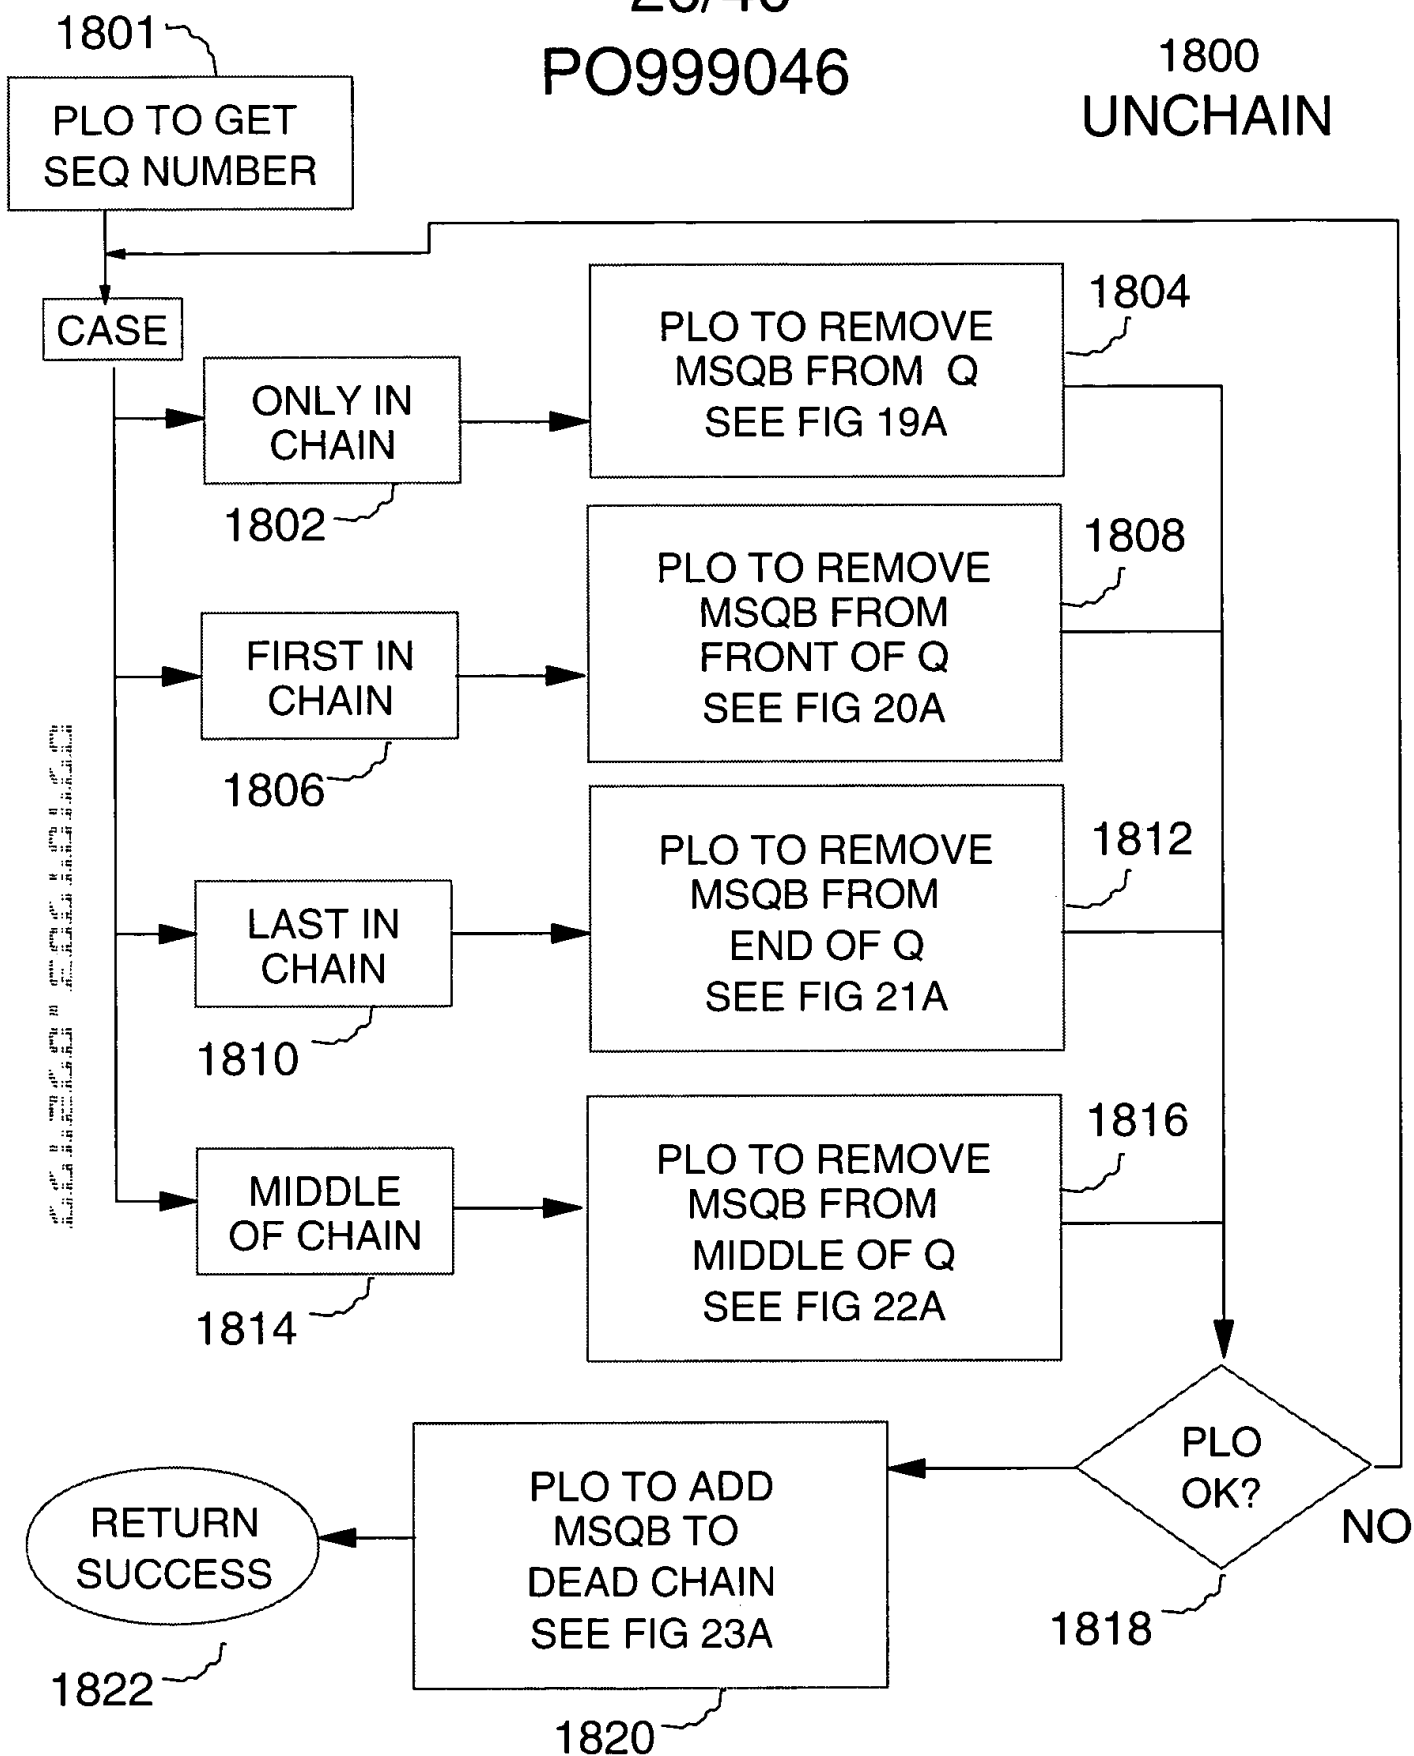 PO999046
1800
UNCHAIN
1801
PLO TO GET
SEQ NUMBER
CASE
ONLY IN
CHAIN
1802
PLO TO REMOVE
MSQB FROM Q
SEE FIG 19A
1804
FIRST IN
CHAIN
1806
PLO TO REMOVE
MSQB FROM
FRONT OF Q
SEE FIG 20A
1808
LAST IN
CHAIN
1810
PLO TO REMOVE
MSQB FROM
END OF Q
SEE FIG 21A
1812
MIDDLE
OF CHAIN
1814
PLO TO REMOVE
MSQB FROM
MIDDLE OF Q
SEE FIG 22A
1816
PLO
OK?
NO
1818
PLO TO ADD
MSQB TO
DEAD CHAIN
SEE FIG 23A
1820
RETURN
SUCCESS
1822